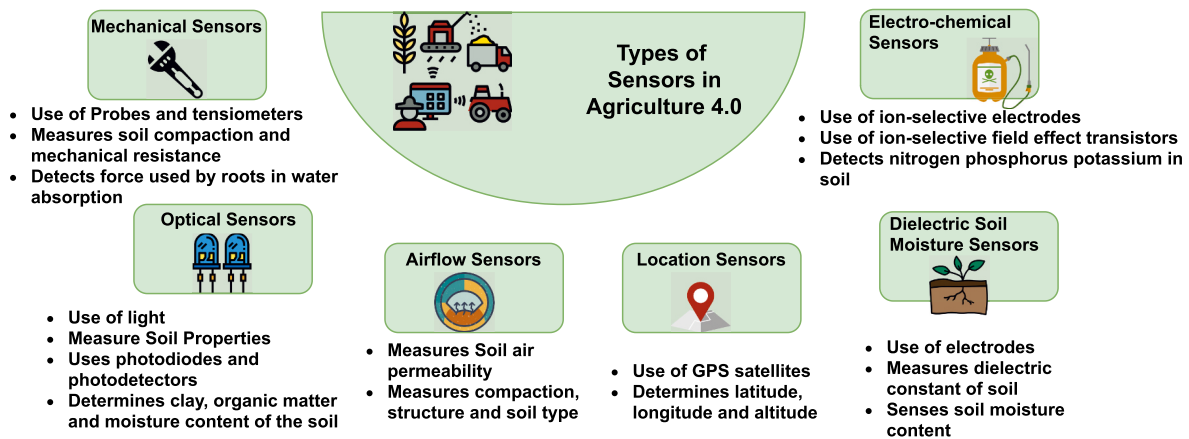 Types of
Sensors in
Agriculture 4.0
Mechanical Sensors
• Use of Probes and tensiometers
• Measures soil compaction and
mechanical resistance
• Detects force used by roots in water
absorption
Optical Sensors
• Use of light
• Measure Soil Properties
• Uses photodiodes and
photodetectors
• Determines clay, organic matter
and moisture content of the soil
Airflow Sensors
• Measures Soil air
permeability
• Measures compaction,
structure and soil type
Location Sensors
• Use of GPS satellites
• Determines latitude,
longitude and altitude
Electro-chemical
Sensors
• Use of ion-selective electrodes
• Use of ion-selective field effect transistors
• Detects nitrogen phosphorus potassium in
soil
Dielectric Soil
Moisture Sensors
• Use of electrodes
• Measures dielectric
constant of soil
• Senses soil moisture
content